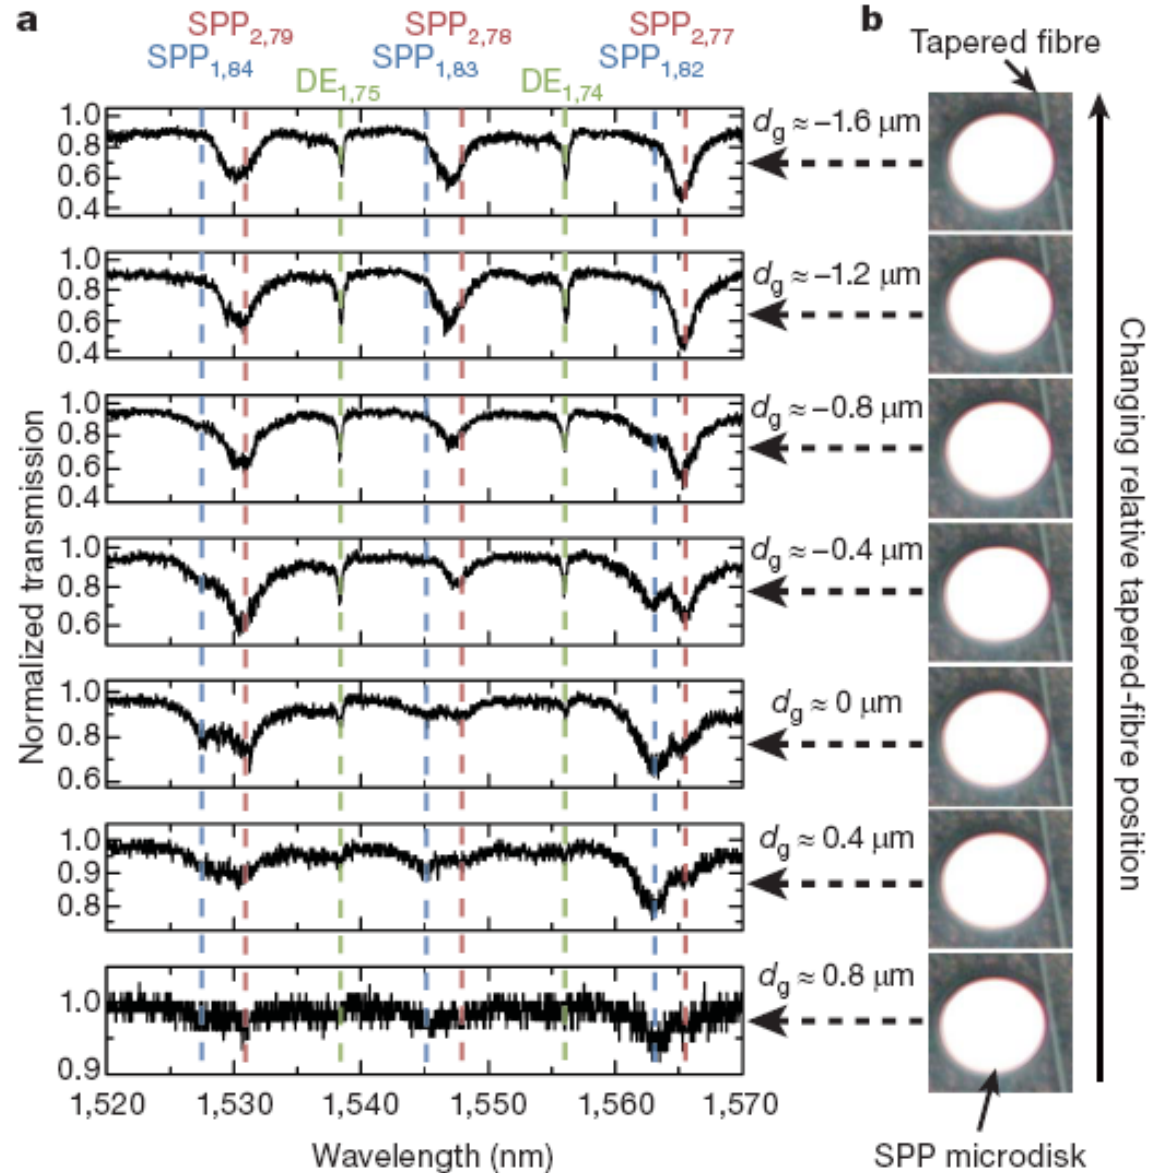 a
b
SPP2,79
SPP2,78
SPP2,77
SPP1,84
SPP1,83
SPP1,82
DE1,75
DE1,74
Tapered fibre
1.0
0.8
0.6
0.4
dg ≈ −1.6 μm
1.0
0.8
0.6
0.4
dg ≈ −1.2 μm
1.0
0.8
0.6
0.4
dg ≈ −0.8 μm
1.0
0.8
0.6
dg ≈ −0.4 μm
1.0
0.8
0.6
dg ≈ 0 μm
1.0
0.9
0.8
dg ≈ 0.4 μm
1.0
0.9
dg ≈ 0.8 μm
Normalized transmission
Changing relative tapered-fibre position
1,520
1,530
1,540
1,550
1,560
1,570
Wavelength (nm)
SPP microdisk